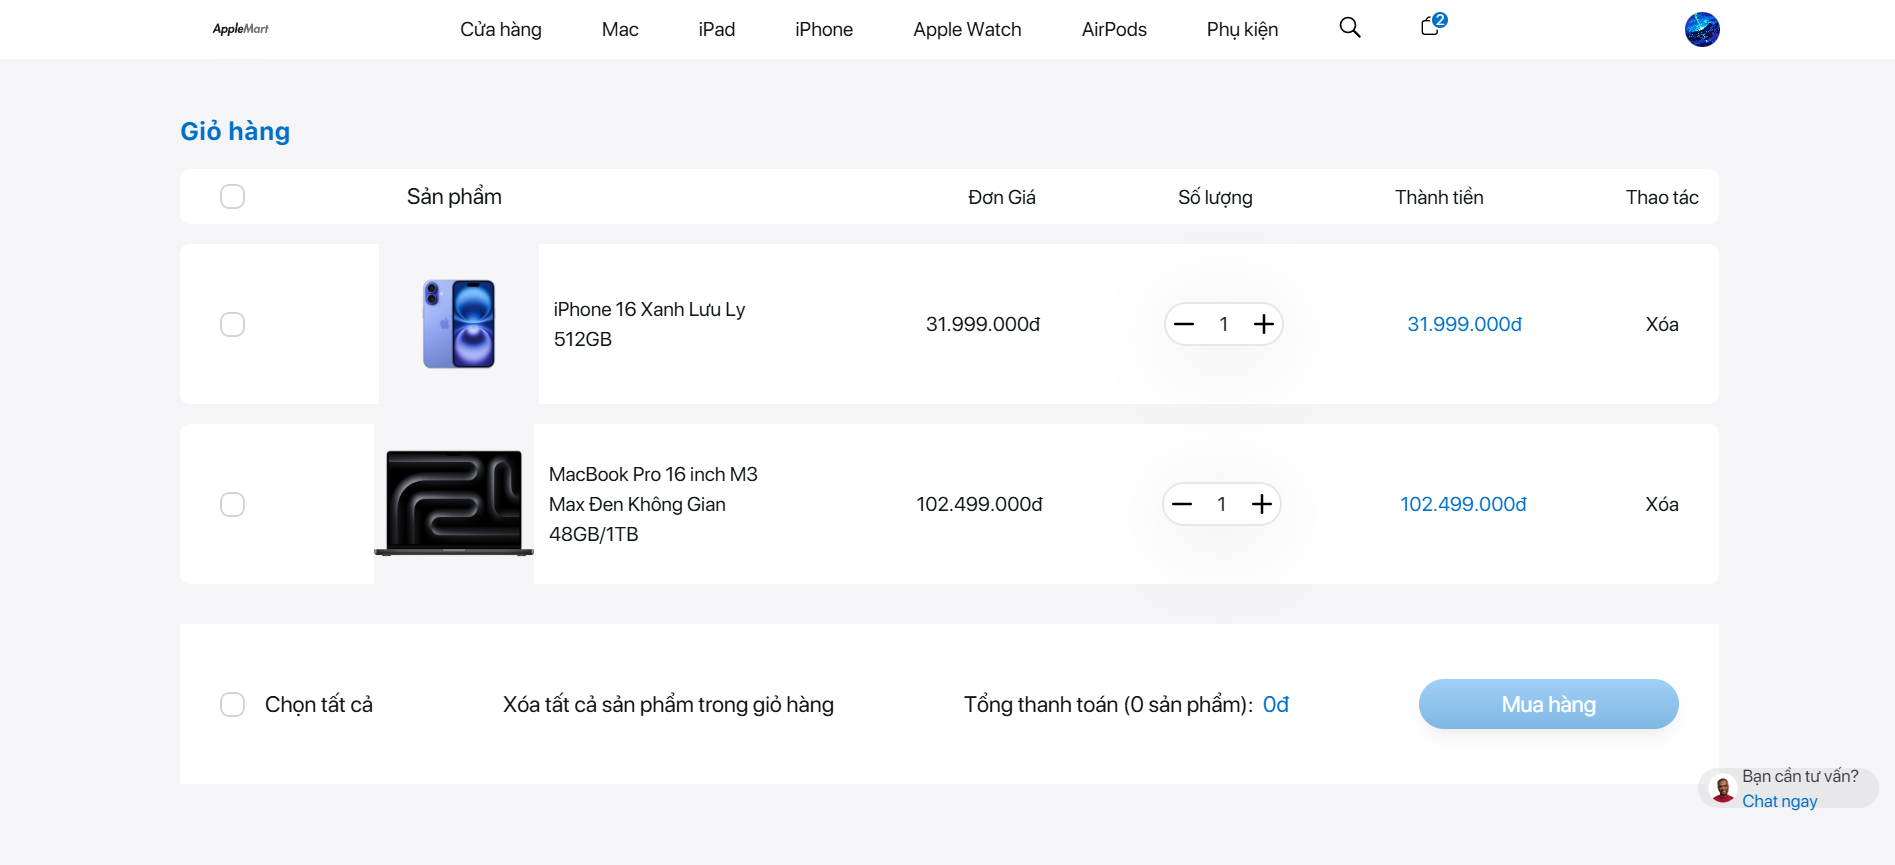 AppleMart
Cửa hàng
Mac
iPad
iPhone
Apple Watch
AirPods
Phụ kiện
2
Giỏ hàng
Sản phẩm
Đơn Giá
Số lượng
Thành tiền
Thao tác
iPhone 16 Xanh Lưu Ly
512GB
31.999.000đ
1
31.999.000đ
Xóa
MacBook Pro 16 inch M3
Max Đen Không Gian
48GB/1TB
102.499.000đ
1
102.499.000đ
Xóa
Chọn tất cả
Xóa tất cả sản phẩm trong giỏ hàng
Tổng thanh toán (0 sản phẩm): 0đ
Mua hàng
Bạn cần tư vấn?
Chat ngay